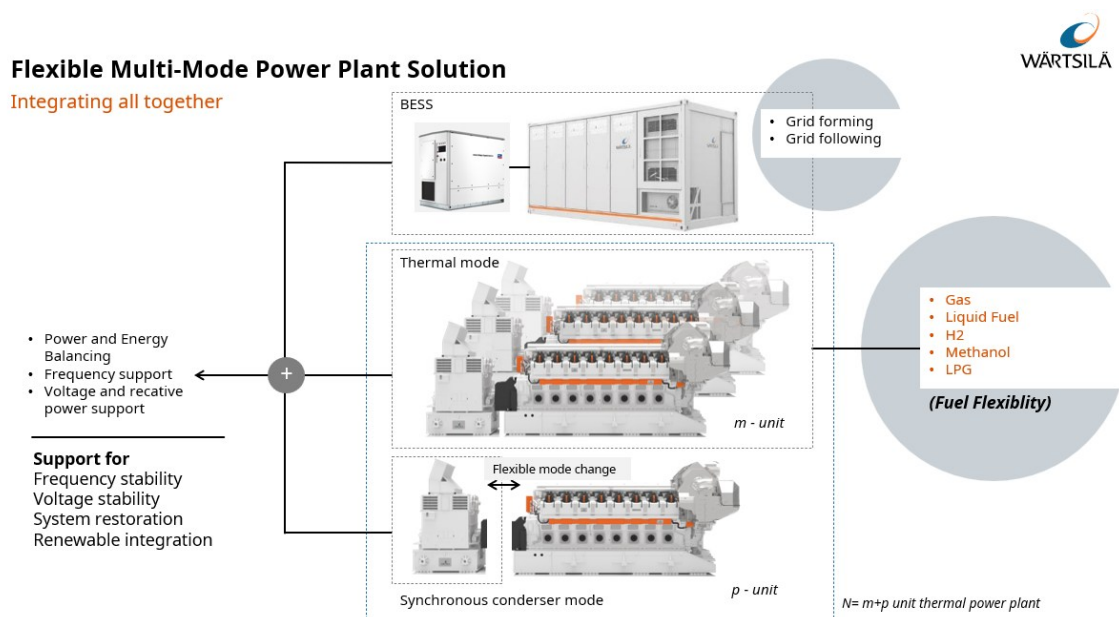 WÄRTSILÄ
Flexible Multi-Mode Power Plant Solution
Integrating all together
BESS
WÄRTSILÄ
• Grid forming
• Grid following
Thermal mode
m - unit
• Gas
• Liquid Fuel
• H2
• Methanol
• LPG
(Fuel Flexiblity)
• Power and Energy
Balancing
• Frequency support
• Voltage and recative
power support
+
Support for
Frequency stability
Voltage stability
System restoration
Renewable integration
Flexible mode change
p - unit
Synchronous conderser mode
N= m+p unit thermal power plant